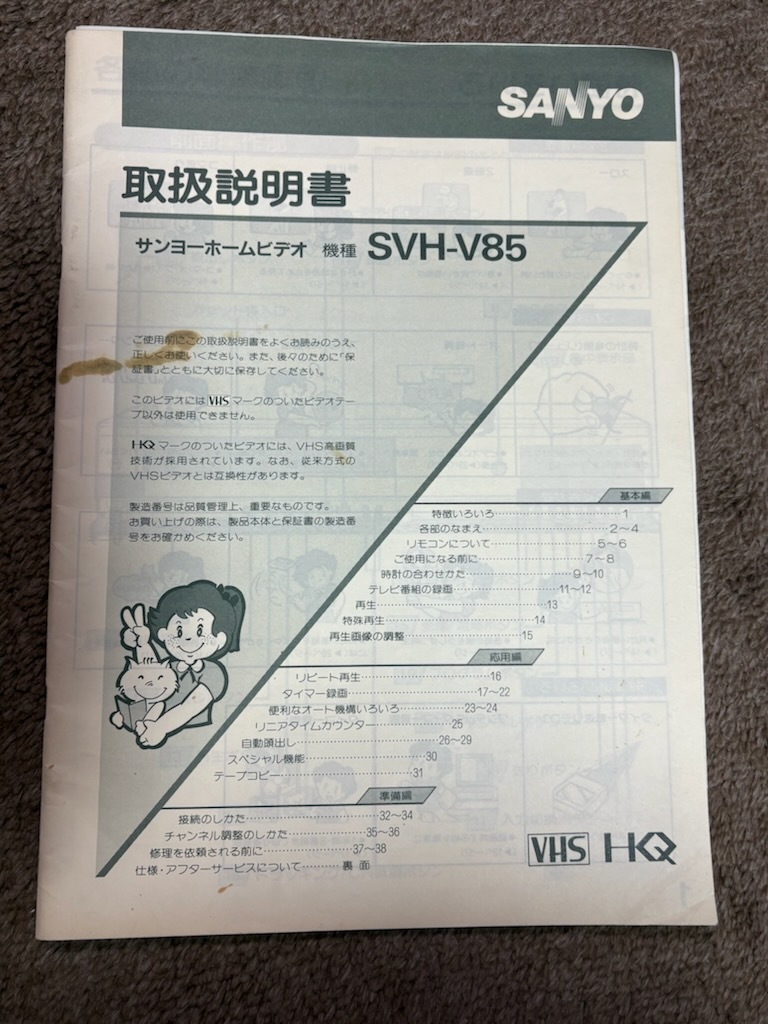 SANYO
取扱説明書
サンヨーホームビデオ 機種 SVH-V85
ご使用前にこの取扱説明書をよくお読みのうえ、
正しくお使いください。また、後々のために「保
証書」とともに大切に保存してください。
このビデオには VHS マークのついたビデオテー
プ以外は使用できません。
HQ マークのついたビデオには、VHS高画質
技術が採用されています。なお、従来方式の
VHSビデオとは互換性があります。
製造番号は品質管理上、重要なものです。
お買い上げの際は、製品本体と保証書の製造番
号をお確かめください。
基本編
特徴いろいろ 1
各部のなまえ 2~4
リモコンについて 5~6
ご使用になる前に 7~8
時計の合わせかた 9~10
テレビ番組の録画 11~12
再生 13
特殊再生 14
再生画像の調整 15
応用編
リピート再生 16
タイマー録画 17~22
便利なオート機構いろいろ 23~24
リニアタイムカウンター 25
自動頭出し 26~29
スペシャル機能 30
テープコピー 31
準備編
接続のしかた 32~34
チャンネル調整のしかた 35~36
修理を依頼される前に 37~38
仕様・アフターサービスについて 裏面
VHS HQ